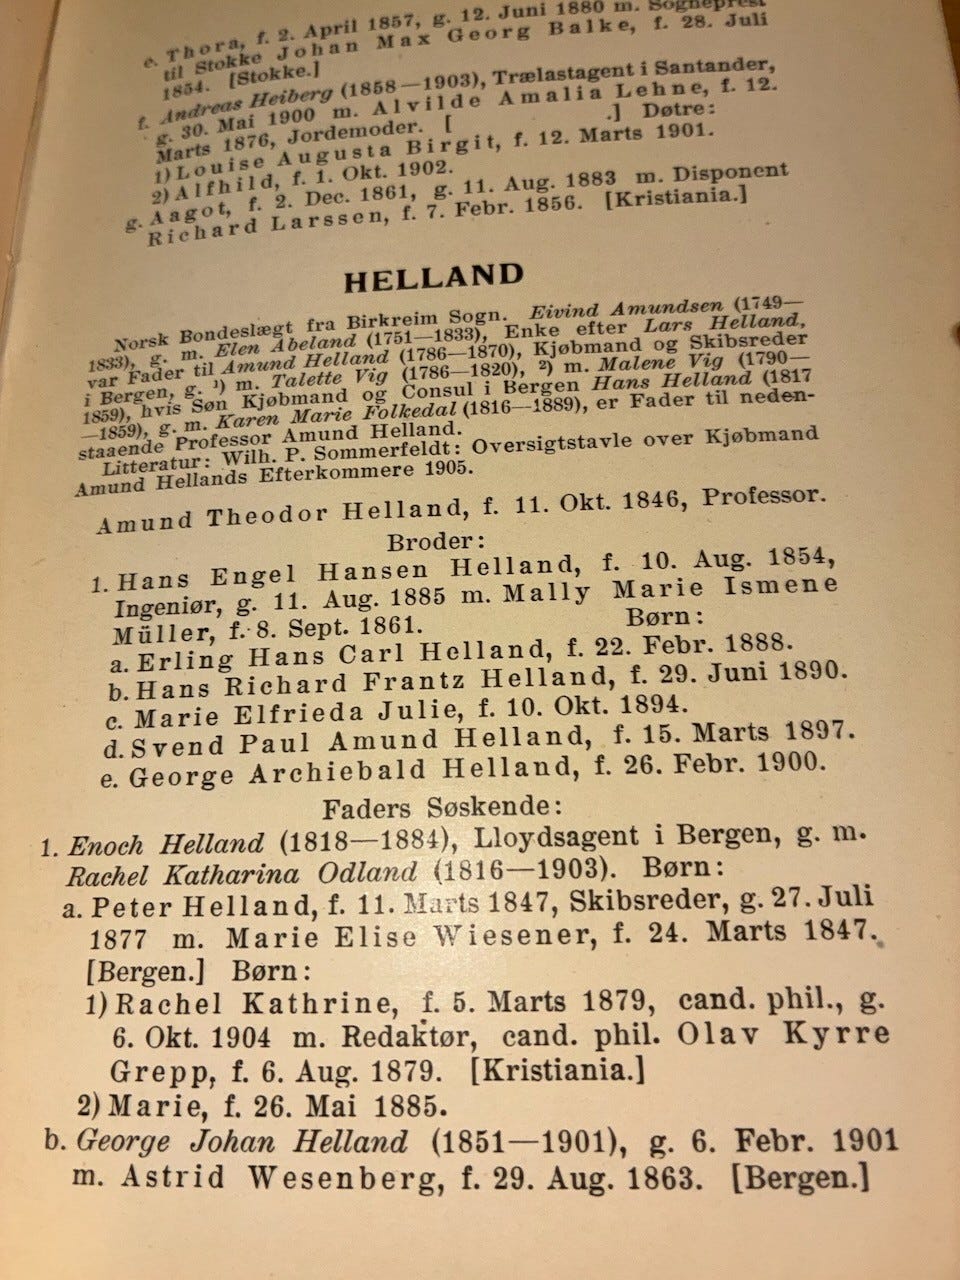 e. Thora, f. 2. April 1857, g. 12. Juni 1880 m. Sogneprest
til Stokke Johan Max Georg Balke, f. 28. Juli
1854. [Stokke.]
f. Andreas Heiberg (1858—1903), Trælastagent i Santander,
g. 30. Mai 1900 m. Alvilde Amalia Lehne, f. 12.
Marts 1876, Jordemoder. [ .] Døtre:
1) Louise Augusta Birgit, f. 12. Marts 1901.
2) Alfhild, f. 1. Okt. 1902.
g. Aagot, f. 2. Dec. 1861, g. 11. Aug. 1883 m. Disponent
Richard Larssen, f. 7. Febr. 1856. [Kristiania.]
HELLAND
Norsk Bondeslægt fra Birkreim Sogn. Eivind Amundsen (1749—
1833), g. m. Elen Abeland (1751—1833), Enke efter Lars Helland,
var Fader til Amund Helland (1786—1870), Kjøbmand og Skibsreder
i Bergen, g. ¹) m. Talette Vig (1786—1820), ²) m. Malene Vig (1790—
1859), hvis Søn Kjøbmand og Consul i Bergen Hans Helland (1817
—1859), g. m. Karen Marie Folkedal (1816—1889), er Fader til neden-
staaende Professor Amund Helland.
Litteratur: Wilh. P. Sommerfeldt: Oversigtstavle over Kjøbmand
Amund Hellands Efterkommere 1905.
Amund Theodor Helland, f. 11. Okt. 1846, Professor.
Broder:
1. Hans Engel Hansen Helland, f. 10. Aug. 1854,
Ingeniør, g. 11. Aug. 1885 m. Mally Marie Ismene
Müller, f. 8. Sept. 1861. Børn:
a. Erling Hans Carl Helland, f. 22. Febr. 1888.
b. Hans Richard Frantz Helland, f. 29. Juni 1890.
c. Marie Elfrieda Julie, f. 10. Okt. 1894.
d. Svend Paul Amund Helland, f. 15. Marts 1897.
e. George Archiebald Helland, f. 26. Febr. 1900.
Faders Søskende:
1. Enoch Helland (1818—1884), Lloydsagent i Bergen, g. m.
Rachel Katharina Odland (1816—1903). Børn:
a. Peter Helland, f. 11. Marts 1847, Skibsreder, g. 27. Juli
1877 m. Marie Elise Wiesener, f. 24. Marts 1847.
[Bergen.] Børn:
1) Rachel Kathrine, f. 5. Marts 1879, cand. phil., g.
6. Okt. 1904 m. Redaktør, cand. phil. Olav Kyrre
Grepp, f. 6. Aug. 1879. [Kristiania.]
2) Marie, f. 26. Mai 1885.
b. George Johan Helland (1851—1901), g. 6. Febr. 1901
m. Astrid Wesenberg, f. 29. Aug. 1863. [Bergen.]